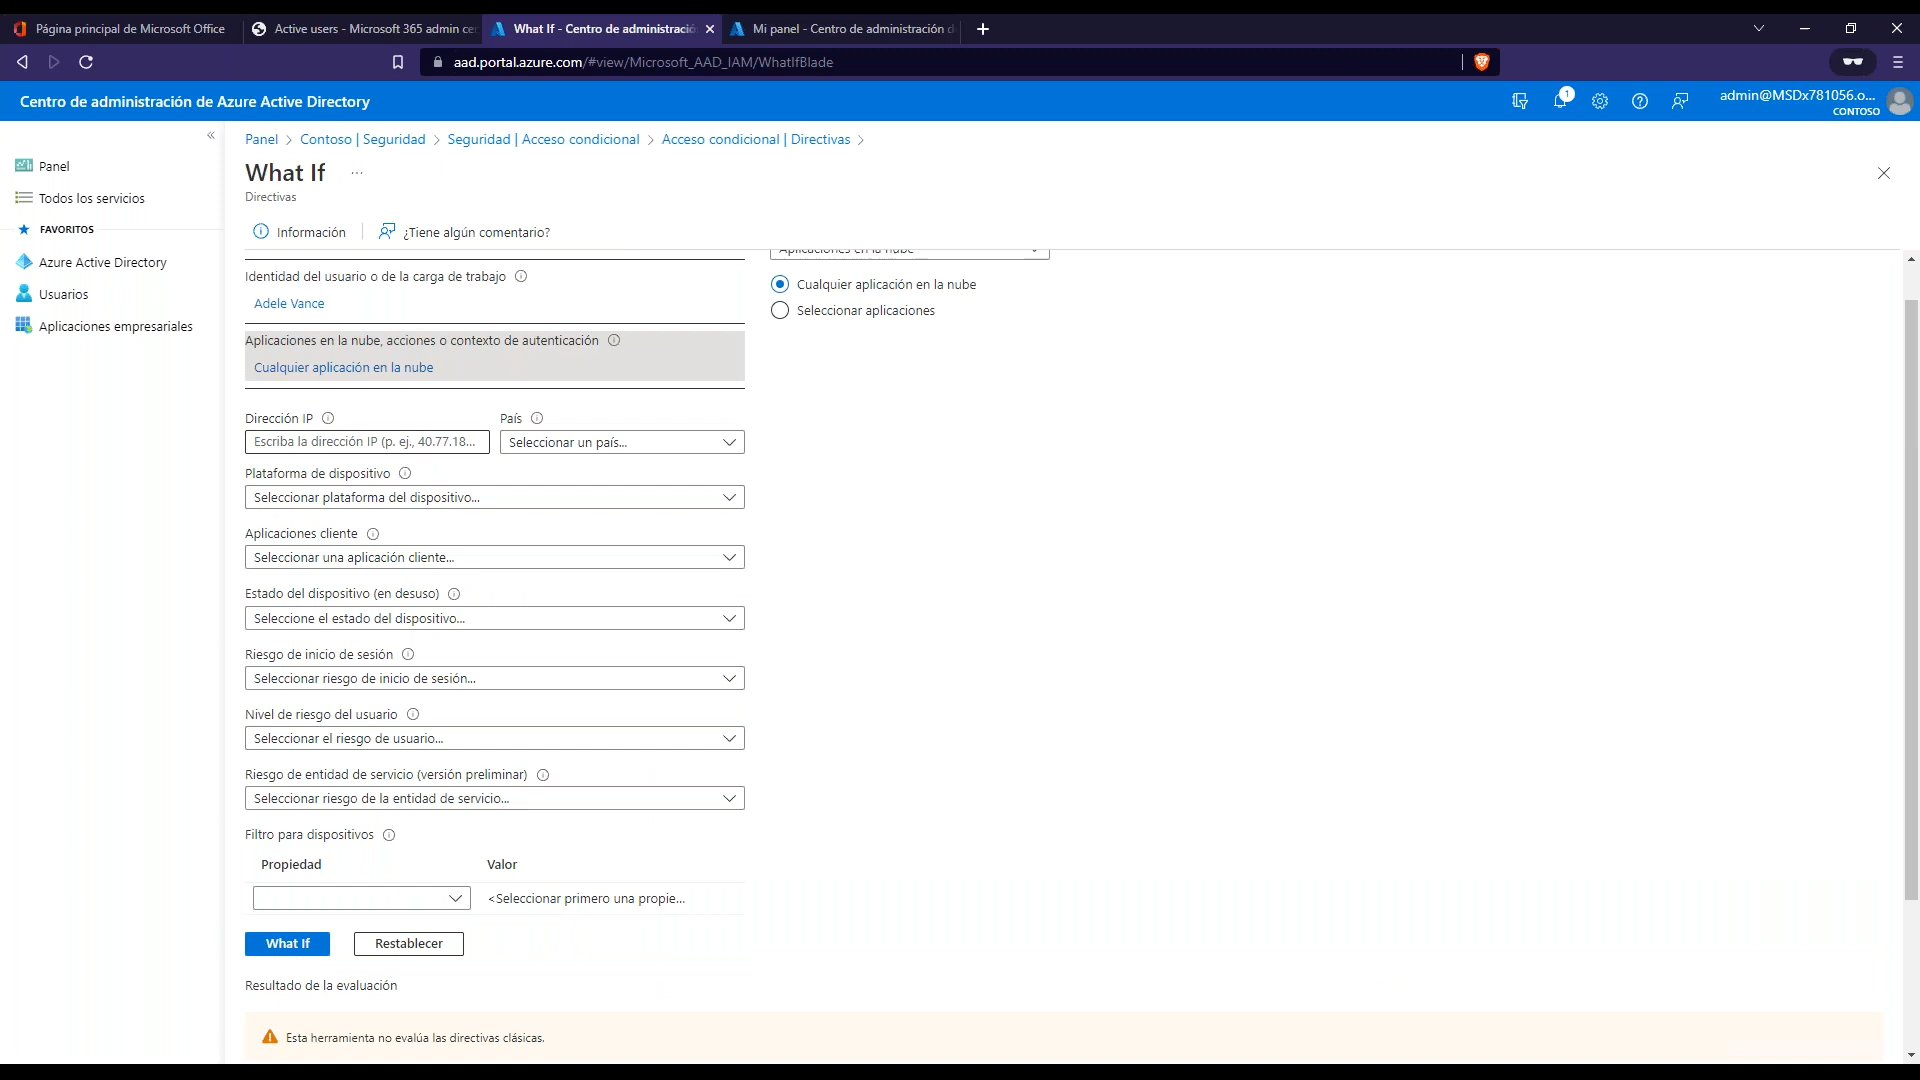 Página principal de Microsoft Office
Active users - Microsoft 365 admin ce
What If - Centro de administració
Mi panel - Centro de administración d
aad.portal.azure.com/#view/Microsoft_AAD_IAM/WhatIfBlade
Centro de administración de Azure Active Directory
1
admin@MSDx781056.o...
CONTOSO
Panel
Todos los servicios
FAVORITOS
Azure Active Directory
Usuarios
Aplicaciones empresariales
Panel > Contoso | Seguridad > Seguridad | Acceso condicional > Acceso condicional | Directivas >
What If ...
Directivas
Información
¿Tiene algún comentario?
Identidad del usuario o de la carga de trabajo
Adele Vance
Aplicaciones en la nube, acciones o contexto de autenticación
Cualquier aplicación en la nube
Dirección IP
País
Escriba la dirección IP (p. ej., 40.77.18...
Seleccionar un país...
Plataforma de dispositivo
Seleccionar plataforma del dispositivo...
Aplicaciones cliente
Seleccionar una aplicación cliente...
Estado del dispositivo (en desuso)
Seleccione el estado del dispositivo...
Riesgo de inicio de sesión
Seleccionar riesgo de inicio de sesión...
Nivel de riesgo del usuario
Seleccionar el riesgo de usuario...
Riesgo de entidad de servicio (versión preliminar)
Seleccionar riesgo de la entidad de servicio...
Filtro para dispositivos
Propiedad
Valor
<Seleccionar primero una propie...
What If
Restablecer
Resultado de la evaluación
Esta herramienta no evalúa las directivas clásicas.
Aplicaciones en la nube
Cualquier aplicación en la nube
Seleccionar aplicaciones